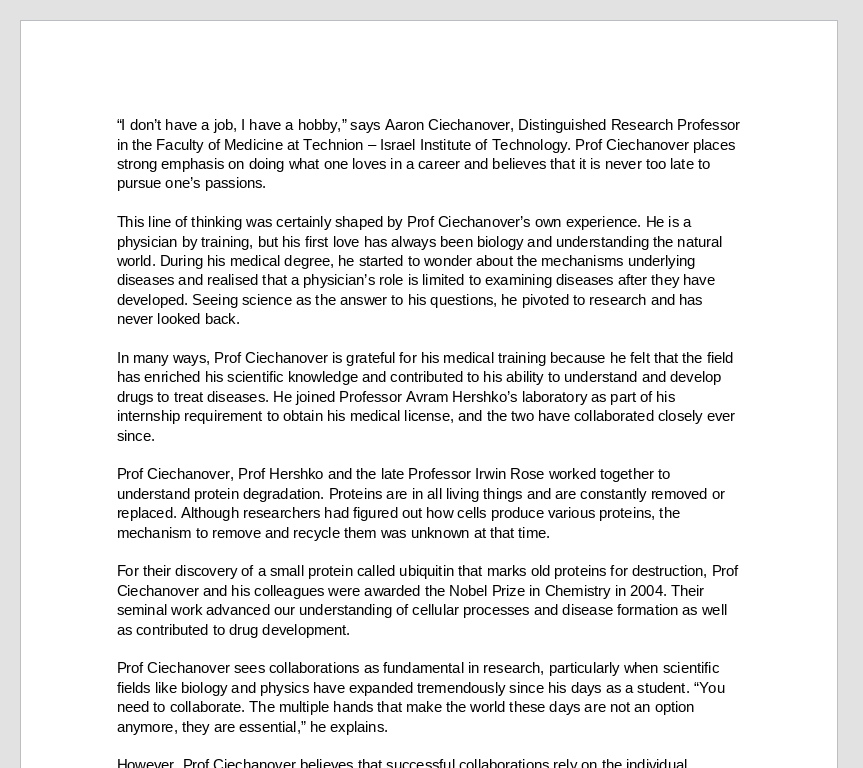 “I don’t have a job, I have a hobby,” says Aaron Ciechanover, Distinguished Research Professor
in the Faculty of Medicine at Technion – Israel Institute of Technology. Prof Ciechanover places
strong emphasis on doing what one loves in a career and believes that it is never too late to
pursue one’s passions.
This line of thinking was certainly shaped by Prof Ciechanover’s own experience. He is a
physician by training, but his first love has always been biology and understanding the natural
world. During his medical degree, he started to wonder about the mechanisms underlying
diseases and realised that a physician’s role is limited to examining diseases after they have
developed. Seeing science as the answer to his questions, he pivoted to research and has
never looked back.
In many ways, Prof Ciechanover is grateful for his medical training because he felt that the field
has enriched his scientific knowledge and contributed to his ability to understand and develop
drugs to treat diseases. He joined Professor Avram Hershko’s laboratory as part of his
internship requirement to obtain his medical license, and the two have collaborated closely ever
since.
Prof Ciechanover, Prof Hershko and the late Professor Irwin Rose worked together to
understand protein degradation. Proteins are in all living things and are constantly removed or
replaced. Although researchers had figured out how cells produce various proteins, the
mechanism to remove and recycle them was unknown at that time.
For their discovery of a small protein called ubiquitin that marks old proteins for destruction, Prof
Ciechanover and his colleagues were awarded the Nobel Prize in Chemistry in 2004. Their
seminal work advanced our understanding of cellular processes and disease formation as well
as contributed to drug development.
Prof Ciechanover sees collaborations as fundamental in research, particularly when scientific
fields like biology and physics have expanded tremendously since his days as a student. “You
need to collaborate. The multiple hands that make the world these days are not an option
anymore, they are essential,” he explains.
However, Prof Ciechanover believes that successful collaborations rely on the individual